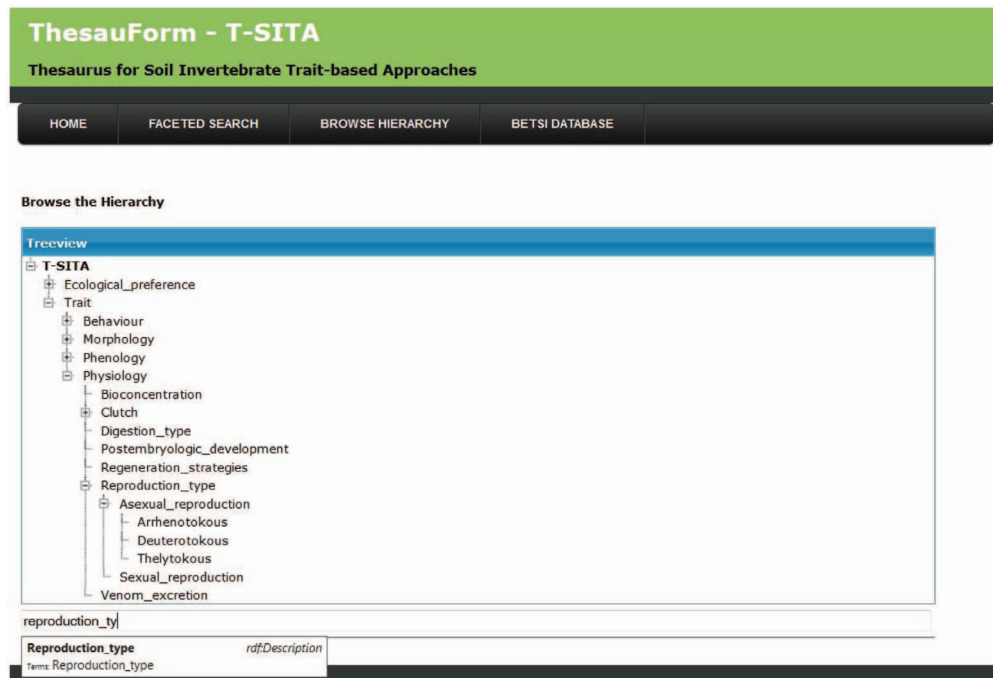 ThesauForm - T-SITA
Thesaurus for Soil Invertebrate Trait-based Approaches
HOME FACETED SEARCH BROWSE HIERARCHY BETSI DATABASE
Browse the Hierarchy
Treeview
T-SITA
Ecological_preference
Trait
Behaviour
Morphology
Phenology
Physiology
Bioconcentration
Clutch
Digestion_type
Postembryologic_development
Regeneration_strategies
Reproduction_type
Asexual_reproduction
Arrhenotokous
Deuterotokous
Thelytokous
Sexual_reproduction
Venom_excretion
reproduction_ty
Reproduction_type rdf:Description
Terms: Reproduction_type